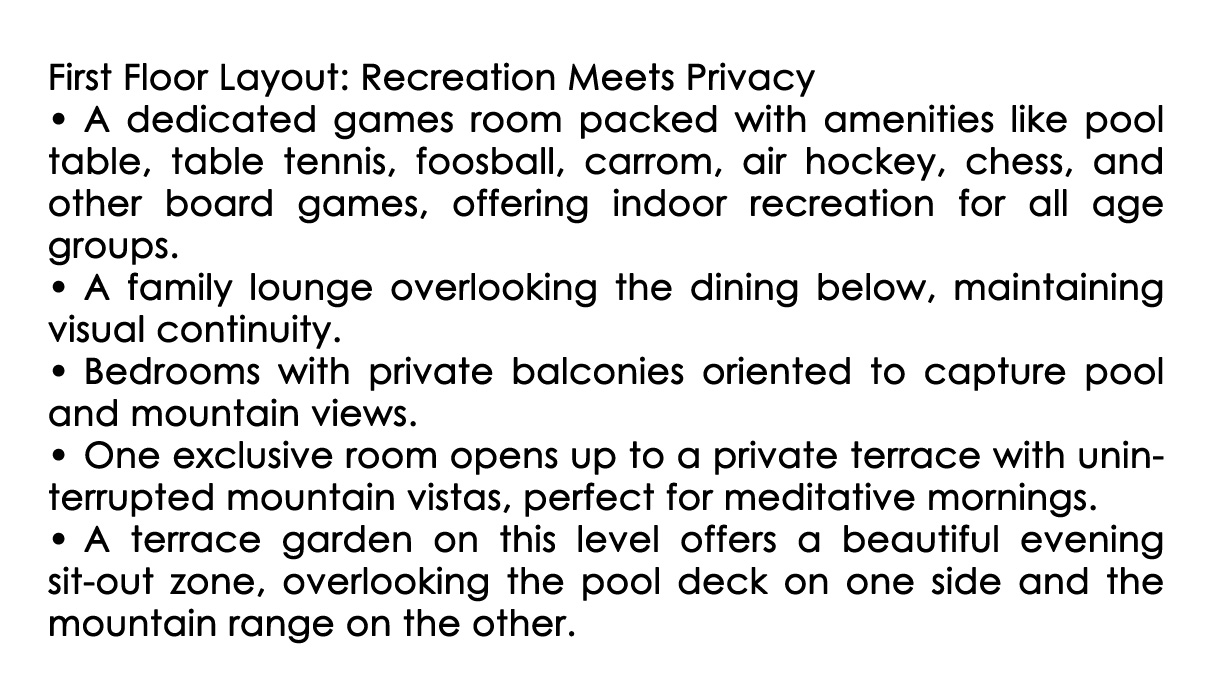 First Floor Layout: Recreation Meets Privacy
• A dedicated games room packed with amenities like pool
table, table tennis, foosball, carrom, air hockey, chess, and
other board games, offering indoor recreation for all age
groups.
• A family lounge overlooking the dining below, maintaining
visual continuity.
• Bedrooms with private balconies oriented to capture pool
and mountain views.
• One exclusive room opens up to a private terrace with unin-
terrupted mountain vistas, perfect for meditative mornings.
• A terrace garden on this level offers a beautiful evening
sit-out zone, overlooking the pool deck on one side and the
mountain range on the other.